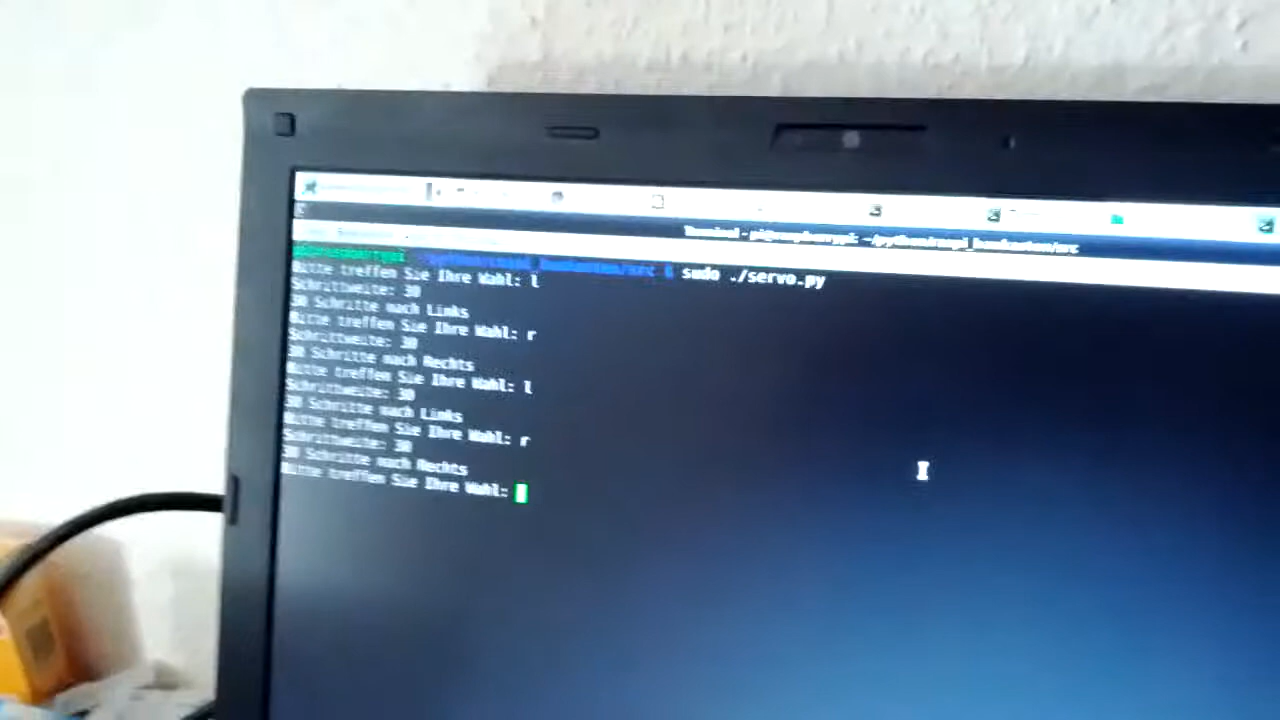 sudo ./servo.py
Bitte treffen Sie Ihre Wahl: l
Schrittweite: 30
30 Schritte nach Links
Bitte treffen Sie Ihre Wahl: r
Schrittweite: 30
30 Schritte nach Rechts
Bitte treffen Sie Ihre Wahl: l
Schrittweite: 30
30 Schritte nach Links
Bitte treffen Sie Ihre Wahl: r
Schrittweite: 30
30 Schritte nach Rechts
Bitte treffen Sie Ihre Wahl: